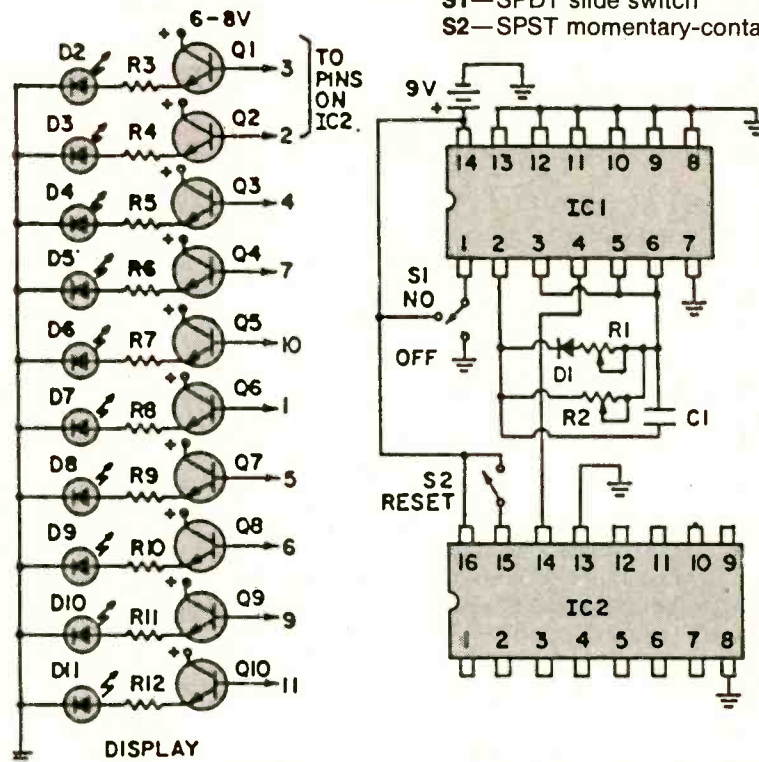 S1—SPDT slide switch
S2—SPST momentary-conta
6-8V
D2 R3 + Q1 3
TO PINS ON IC2
D3 R4 + Q2 2
D4 R5 + Q3 4
D5 R6 + Q4 7
D6 R7 + Q5 10
D7 R8 + Q6 1
D8 R9 + Q7 5
D9 R10 + Q8 6
D10 R11 + Q9 9
D11 R12 + Q10 11
DISPLAY
9V
+
14 13 12 11 10 9 8
IC1
1 2 3 4 5 6 7
S1
NO
OFF
R1
D1
R2
C1
S2
RESET
16 15 14 13 12 11 10 9
IC2
1 2 3 4 5 6 7 8